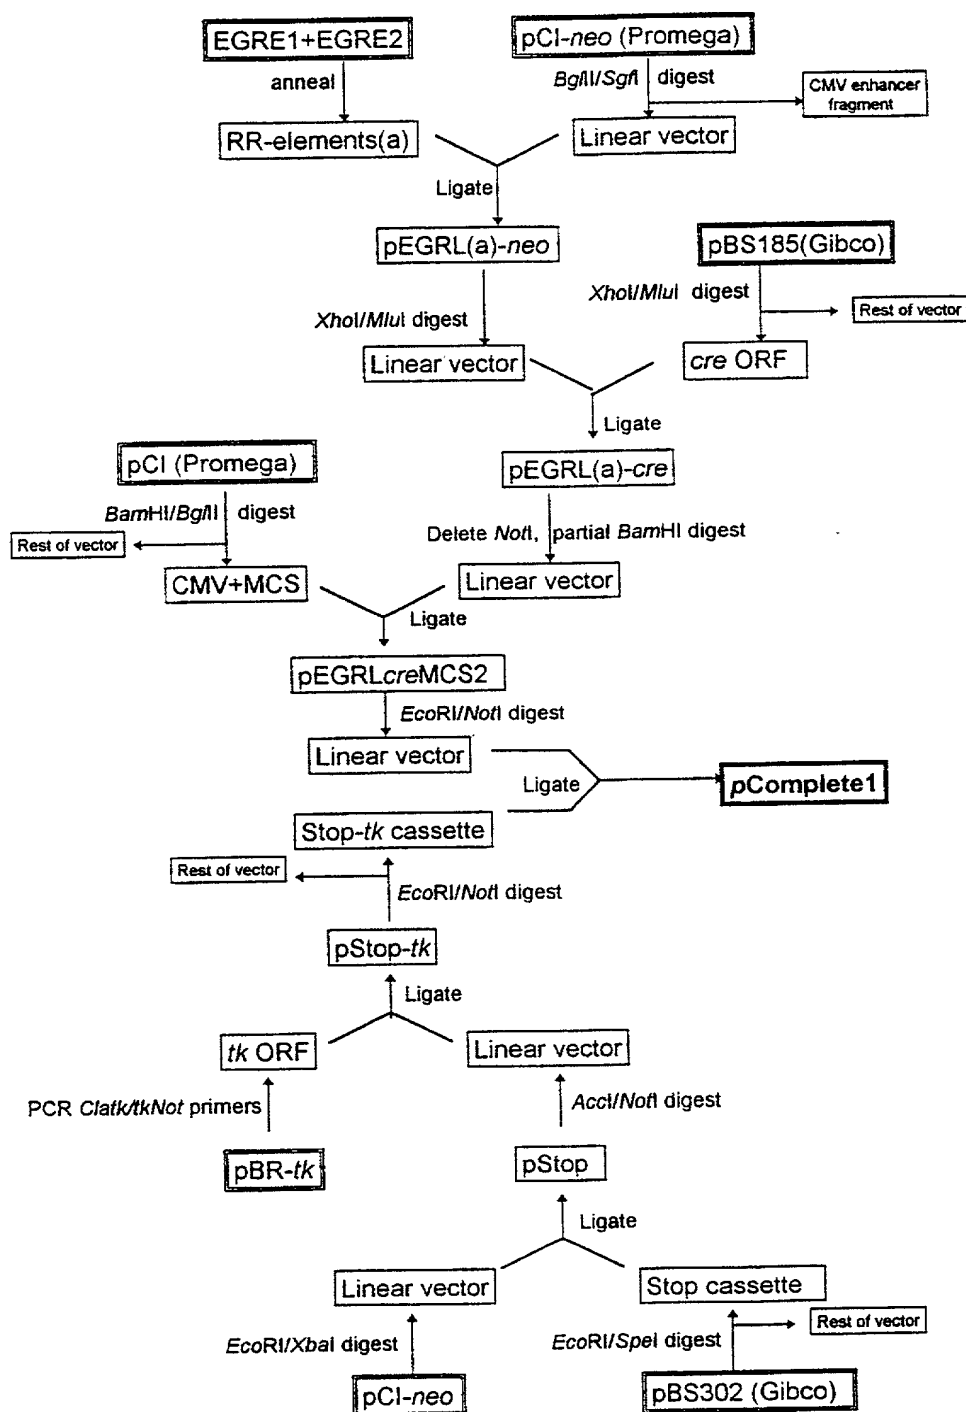 EGRE1+EGRE2
pCI-neo (Promega)
anneal
BglII/SgfI digest
CMV enhancer
fragment
RR-elements(a)
Linear vector
Ligate
pEGRL(a)-neo
pBS185(Gibco)
XhoI/MluI digest
XhoI/MluI digest
Rest of vector
Linear vector
cre ORF
Ligate
pCI (Promega)
pEGRL(a)-cre
BamHI/BglII digest
Delete NotI, partial BamHI digest
Rest of vector
CMV+MCS
Linear vector
Ligate
pEGRLcreMCS2
EcoRI/NotI digest
Linear vector
Ligate
pComplete1
Stop-tk cassette
Rest of vector
EcoRI/NotI digest
pStop-tk
Ligate
tk ORF
Linear vector
PCR Clatk/tkNot primers
AccI/NotI digest
pBR-tk
pStop
Ligate
Linear vector
Stop cassette
EcoRI/XbaI digest
EcoRI/SpeI digest
Rest of vector
pCI-neo
pBS302 (Gibco)